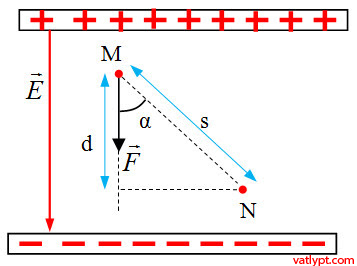 + + + + + + + + + +
M
E
α
s
d
F
N
− − − − − − − − − −
vatlypt.com